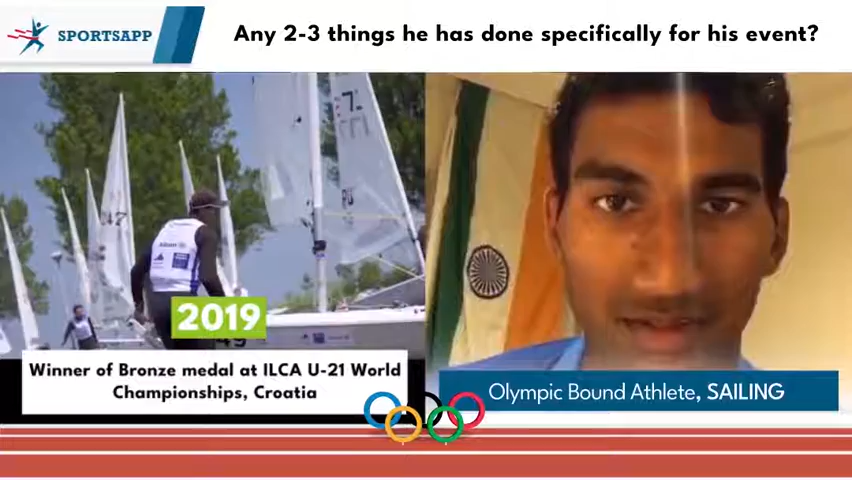 SPORTSAPP
Any 2-3 things he has done specifically for his event?
2019
Winner of Bronze medal at ILCA U-21 World
Championships, Croatia
Olympic Bound Athlete, SAILING